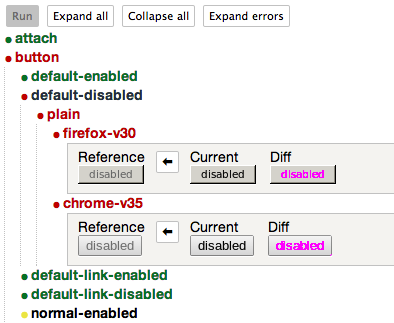 Run Expand all Collapse all Expand errors
attach
button
default-enabled
default-disabled
plain
firefox-v30
Reference Current Diff
disabled disabled disabled
chrome-v35
Reference Current Diff
disabled disabled disabled
default-link-enabled
default-link-disabled
normal-enabled